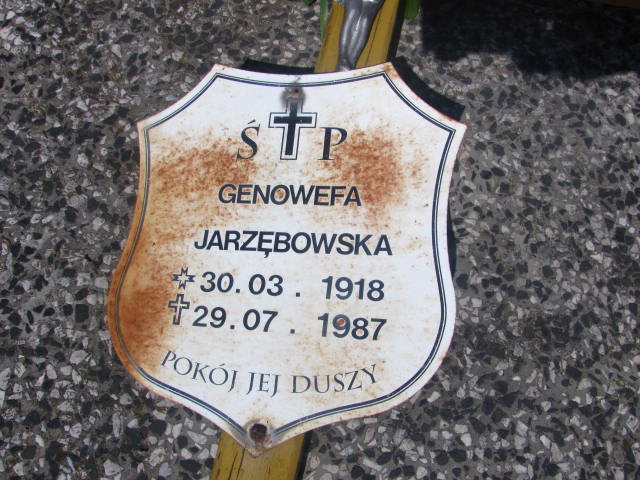 Ś P
GENOWEFA
JARZĘBOWSKA
30.03. 1918
29.07. 1987
POKÓJ JEJ DUSZY